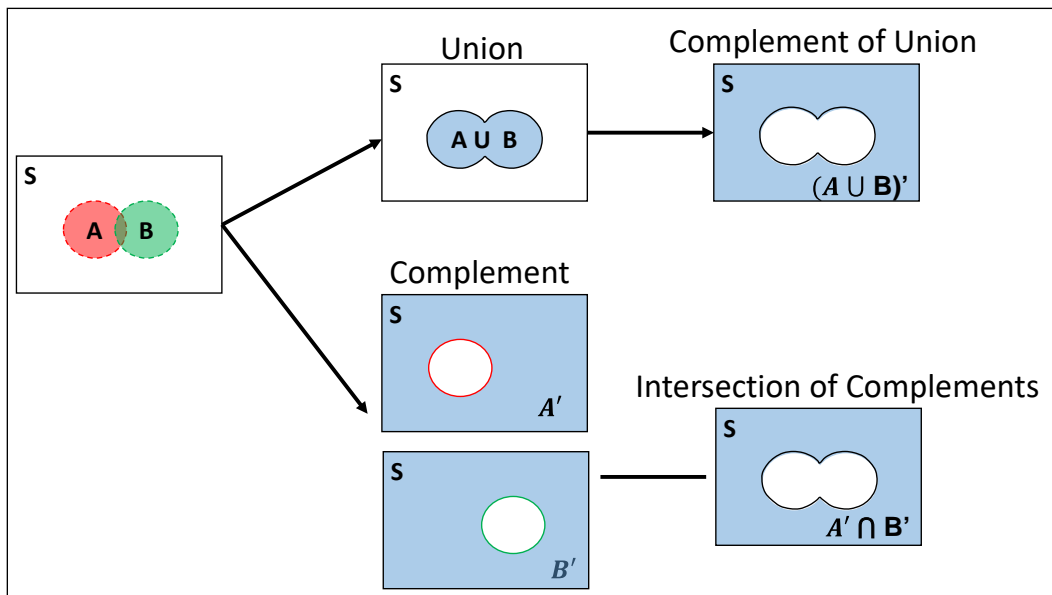 Union
S
A U B
Complement of Union
S
(A ∪ B)’
S
A B
Complement
S
A′
S
B′
Intersection of Complements
S
A′ ⋂ B’